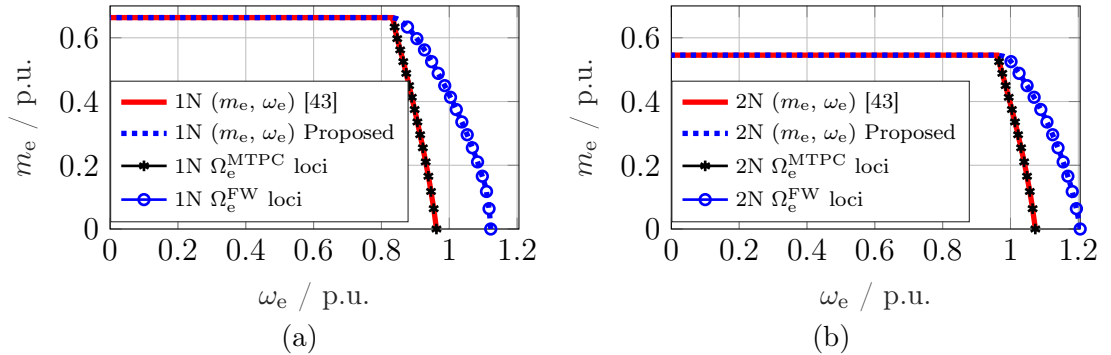 0.6
0.4
0.2
0
m_e / p.u.
1N (m_e, ω_e) [43]
1N (m_e, ω_e) Proposed
1N Ω_e^MTPC loci
1N Ω_e^FW loci
0 0.2 0.4 0.6 0.8 1 1.2
ω_e / p.u.
(a)
0.6
0.4
0.2
0
m_e / p.u.
2N (m_e, ω_e) [43]
2N (m_e, ω_e) Proposed
2N Ω_e^MTPC loci
2N Ω_e^FW loci
0 0.2 0.4 0.6 0.8 1 1.2
ω_e / p.u.
(b)